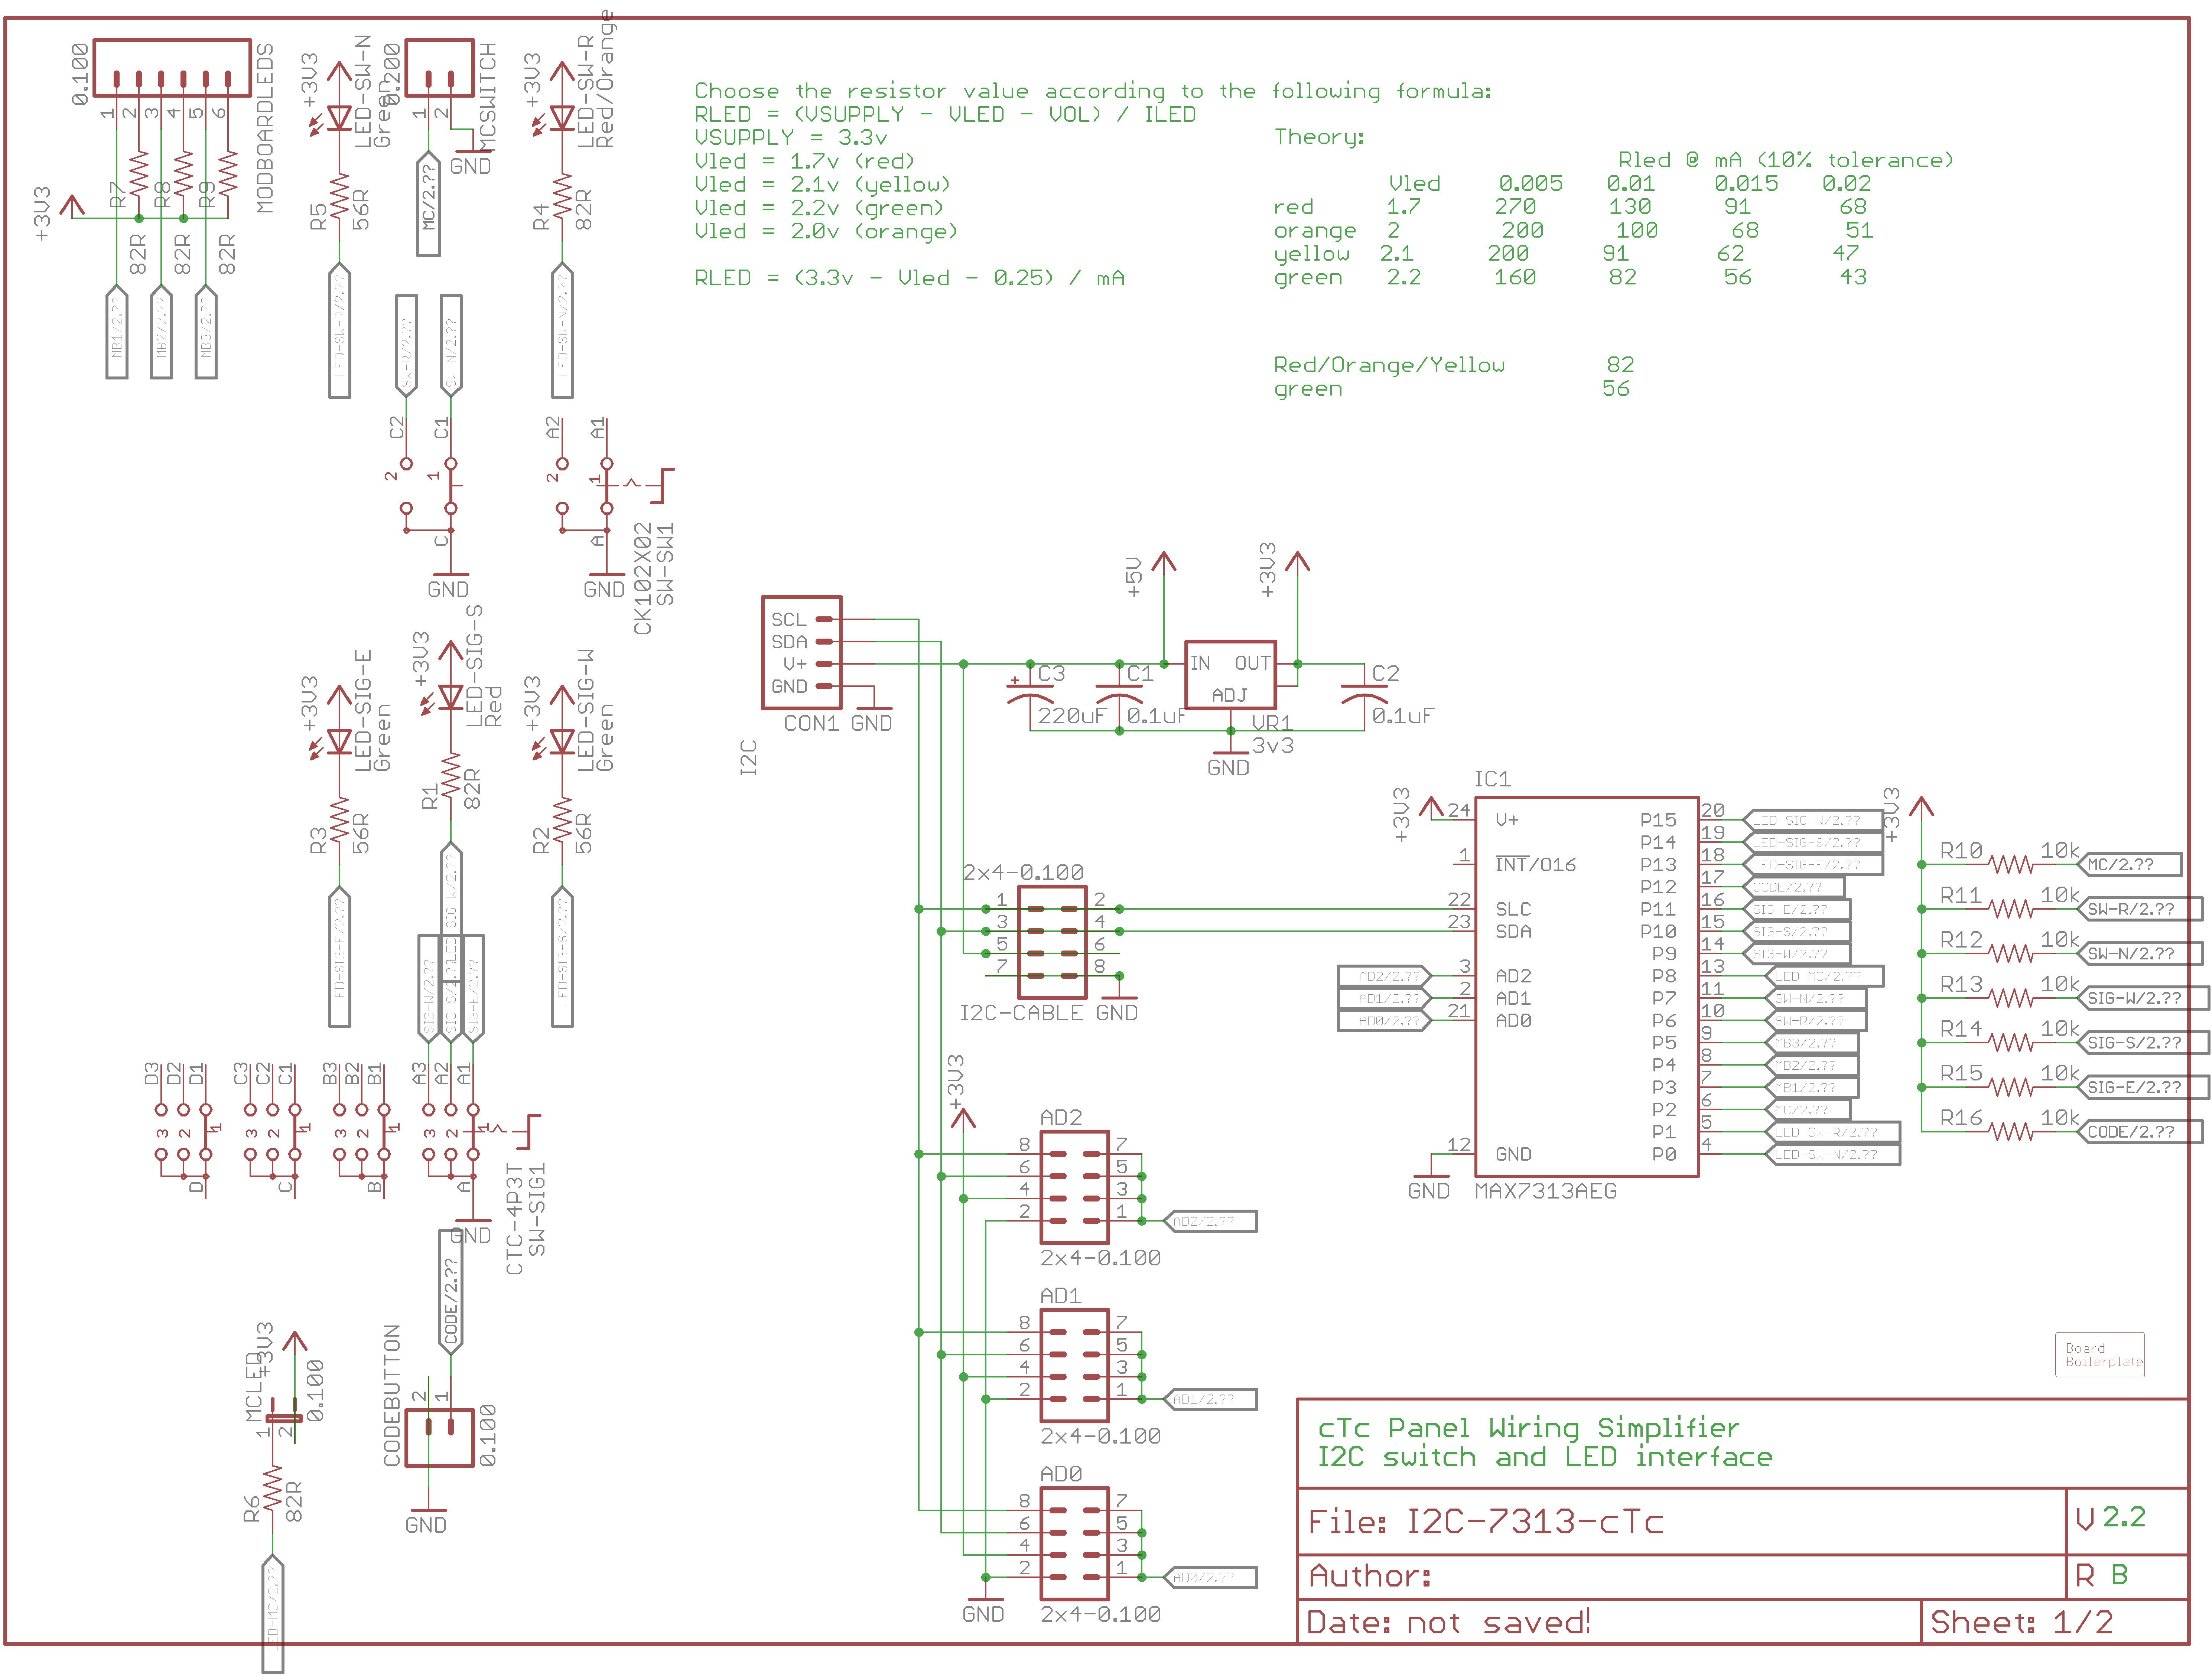 0.100
1 2 3 4 5 6
MODBOARDLEDS
+3V3
R7 R8 R9
82R 82R 82R
MB1/2.?? MB2/2.?? MB3/2.??
+3V3
LED-SW-N
Green
R5
56R
LED-SW-R/2.??
0.200
1 2
MCSWITCH
GND
MC/2.??
+3V3
LED-SW-R
Red/Orange
R4
82R
LED-SW-N/2.??
SW-R/2.?? SW-N/2.??
C2 C1 A2 A1
2 1 2 1
C A
GND GND
CK102X02
SW-SW1
Choose the resistor value according to the following formula:
RLED = (VSUPPLY - VLED - VOL) / ILED
VSUPPLY = 3.3v
Vled = 1.7v (red)
Vled = 2.1v (yellow)
Vled = 2.2v (green)
Vled = 2.0v (orange)
RLED = (3.3v - Vled - 0.25) / mA
Theory:
Rled @ mA (10% tolerance)
Vled 0.005 0.01 0.015 0.02
red 1.7 270 130 91 68
orange 2 200 100 68 51
yellow 2.1 200 91 62 47
green 2.2 160 82 56 43
Red/Orange/Yellow 82
green 56
+3V3
LED-SIG-E
Green
R3
56R
LED-SIG-E/2.??
+3V3
LED-SIG-S
Red
R1
82R
LED-SIG-W/2.??
+3V3
LED-SIG-W
Green
R2
56R
LED-SIG-S/2.??
SIG-W/2.?? SIG-S/2.?? SIG-E/2.??
D3 D2 D1 C3 C2 C1 B3 B2 B1 A3 A2 A1
3 2 1 3 2 1 3 2 1 3 2 1
D C B A
GND
CTC-4P3T
SW-SIG1
CODE/2.??
CODEBUTTON
2 1
0.100
GND
+3V3
MCLED
0.100
1 2
R6
82R
LED-MC/2.??
SCL
SDA
V+
GND
CON1 GND
I2C
+5V
+3V3
IN OUT
ADJ
C3
220uF
C1
0.1uF
VR1
3v3
C2
0.1uF
GND
2x4-0.100
1 2
3 4
5 6
7 8
I2C-CABLE GND
+3V3
AD2
8 7
6 5
4 3
2 1
AD2/2.??
2x4-0.100
AD1
8 7
6 5
4 3
2 1
AD1/2.??
2x4-0.100
AD0
8 7
6 5
4 3
2 1
AD0/2.??
GND
2x4-0.100
IC1
+3V3
24 V+
1 INT/O16
22 SLC
23 SDA
AD2/2.?? 3 AD2
AD1/2.?? 2 AD1
AD0/2.?? 21 AD0
12 GND
GND
MAX7313AEG
P15 20 LED-SIG-W/2.??
P14 19 LED-SIG-S/2.??
P13 18 LED-SIG-E/2.??
P12 17 CODE/2.??
P11 16 SIG-E/2.??
P10 15 SIG-S/2.??
P9 14 SIG-W/2.??
P8 13 LED-MC/2.??
P7 11 SW-N/2.??
P6 10 SW-R/2.??
P5 9 MB3/2.??
P4 8 MB2/2.??
P3 7 MB1/2.??
P2 6 MC/2.??
P1 5 LED-SW-R/2.??
P0 4 LED-SW-N/2.??
+3V3
R10 10k MC/2.??
R11 10k SW-R/2.??
R12 10k SW-N/2.??
R13 10k SIG-W/2.??
R14 10k SIG-S/2.??
R15 10k SIG-E/2.??
R16 10k CODE/2.??
Board
Boilerplate
cTc Panel Wiring Simplifier
I2C switch and LED interface
File: I2C-7313-cTc
V 2.2
Author:
R B
Date: not saved!
Sheet: 1/2